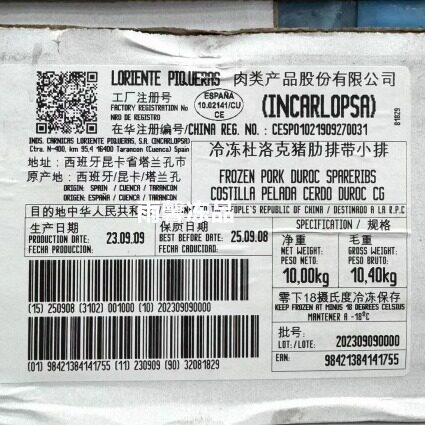 LORIENTE PIQUERAS 肉类产品股份有限公司
(INCARLOPSA)
工厂注册号
FACTORY REGISTRATION No
NRO DE REGISTRO
ESPAÑA
10.02141/CU
CE
在华注册号/CHINA REG. NO.: CESP01021909270031
81829
INDS. CARNICAS LORIENTE PIQUERAS, S.A. (INCARLOPSA)
Ctra. N-400, km 95,4 16400 Tarancon (Cuenca) Spain
地址: 西班牙昆卡省塔兰孔市
原产地: 西班牙/昆卡/塔兰孔
ORIGIN: SPAIN / CUENCA / TARANCON
ORIGEN: ESPAÑA / CUENCA / TARANCON
冷冻杜洛克猪肋排带小排
FROZEN PORK DUROC SPARERIBS
COSTILLA PELADA CERDO DUROC CG
目的地中华人民共和
PLE'S REPUBLIC OF CHINA / DESTINADO A LA R.P.C
生产日期
PRODUCTION DATE:
FECHA PRODUCCION
23.09.09
保质日期
BEST BEFORE DATE
FECHA CADUCIDAD
25.09.08
SPECIFICATION / 规格
净重
NET WEIGHT:
PESO NETO:
10,00kg
毛重
GROSS WEIGHT:
PESO BRUTO:
10,40kg
零下18摄氏度冷冻保存
KEEP FROZEN AT MINUS 18 DEGREES CELSIUS
MANTENER A -18ºC
(15) 250908 (3102) 001000 (10) 202309090000
批号:
LOT: /LOTE: 202309090000
EAN: 98421384141755
(01) 98421384141755 (11) 230909 (90) 32081829